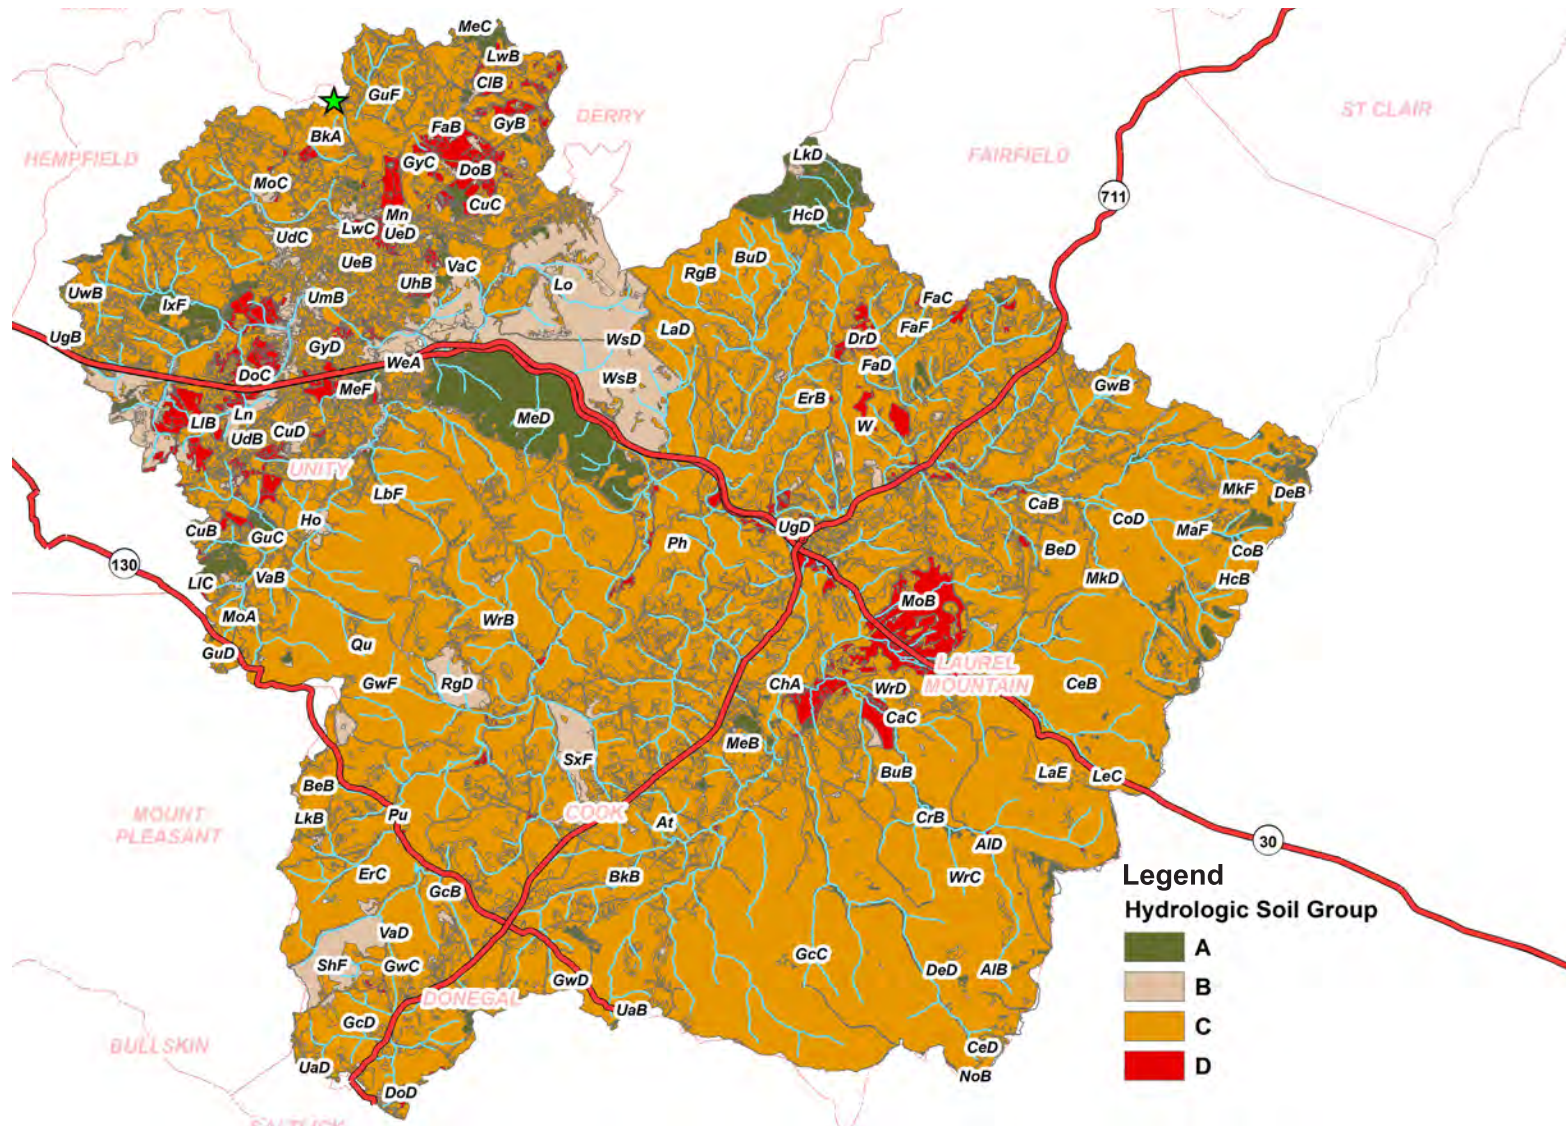 MeC
LwB
ClB
GuF
DERRY
ST CLAIR
GyB
FaB
BkA
HEMPFIELD
FAIRFIELD
LkD
GyC
DoB
MoC
711
CuC
Mn
HcD
LwC
UeD
UdC
BuD
UeB
VaC
RgB
UhB
Lo
UwB
UmB
IxF
FaC
LaD
FaF
UgB
WsD
DrD
GyD
WeA
FaD
DoC
WsB
GwB
MeF
ErB
Ln
MeD
LlB
W
CuD
UdB
UNITY
LbF
MkF
DeB
CaB
Ho
CoD
UgD
CuB
MaF
GuC
Ph
BeD
CoB
130
LlC
VaB
MkD
HcB
MoB
MoA
WrB
Qu
GuD
LAUREL
MOUNTAIN
GwF
RgD
ChA
WrD
CeB
CaC
MeB
SxF
BuB
LaE
LeC
BeB
MOUNT
PLEASANT
LkB
Pu
COOK
At
CrB
30
AlD
ErC
BkB
WrC
Legend
GcB
Hydrologic Soil Group
VaD
A
GcC
ShF
GwC
DeD
AlB
GwD
B
DONEGAL
UaB
GcD
C
BULLSKIN
CeD
UaD
D
NoB
DoD